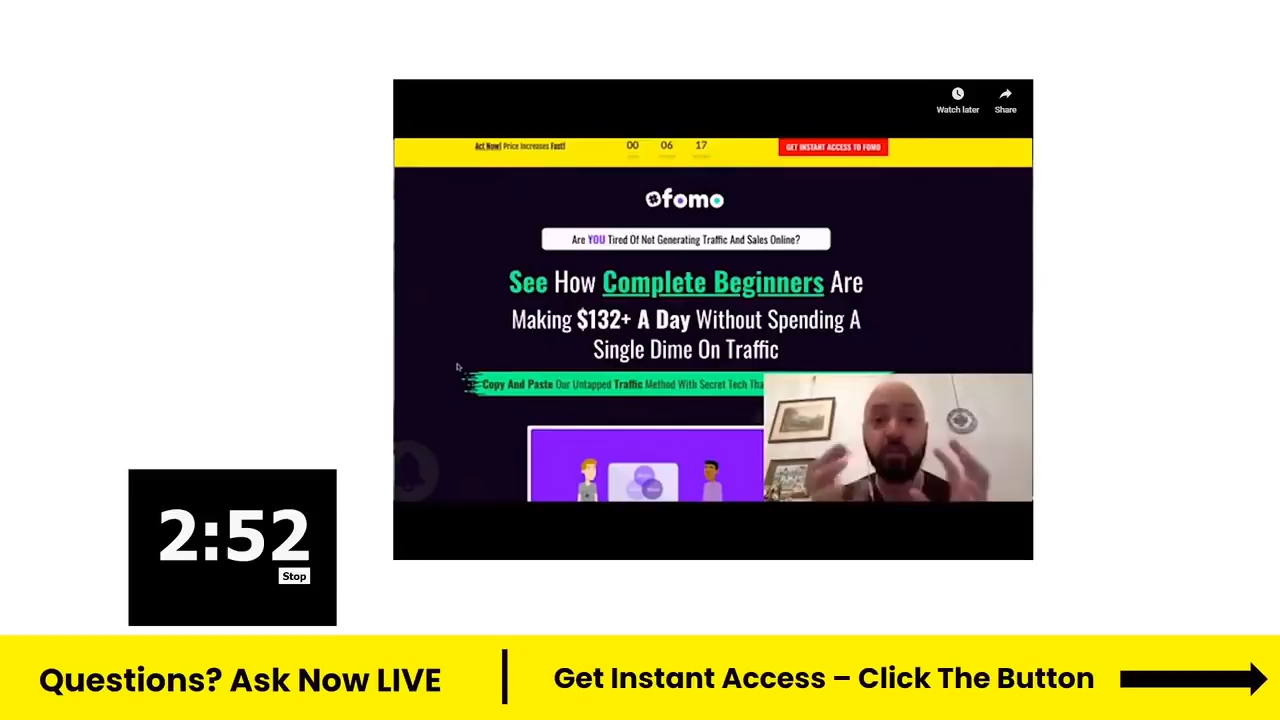 Watch later
Share
Act Now! Price Increases Fast!
00 06 17
GET INSTANT ACCESS TO FOMO
fomo
Are YOU Tired Of Not Generating Traffic And Sales Online?
See How Complete Beginners Are
Making $132+ A Day Without Spending A
Single Dime On Traffic
Copy And Paste Our Untapped Traffic Method With Secret Tech
2:52
Stop
Questions? Ask Now LIVE
Get Instant Access – Click The Button